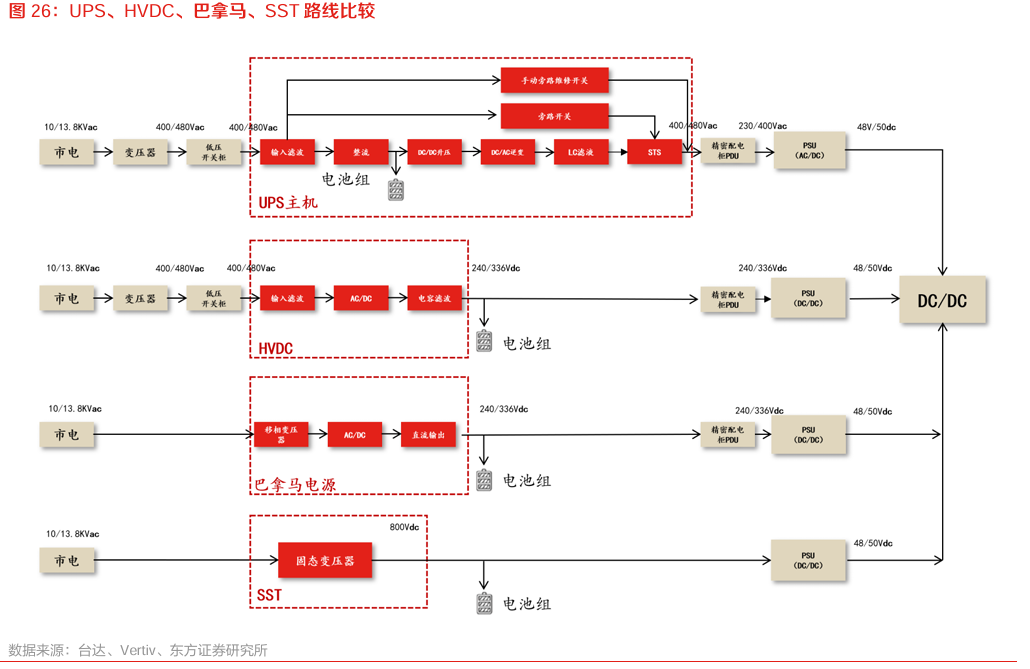 图 26：UPS、HVDC、巴拿马、SST 路线比较
手动旁路维修开关
旁路开关
10/13.8KVac
400/480Vac
400/480Vac
400/480Vac
230/400Vac
48V/50dc
市电
变压器
低压
开关柜
输入滤波
整流
DC/DC升压
DC/AC逆变
LC滤液
STS
精密配电
柜PDU
PSU
(AC/DC)
电池组
UPS主机
10/13.8KVac
400/480Vac
400/480Vac
240/336Vdc
240/336Vdc
48/50Vdc
市电
变压器
低压
开关柜
输入滤波
AC/DC
电容滤波
精密配电
柜PDU
PSU
(DC/DC)
DC/DC
HVDC
电池组
10/13.8KVac
240/336Vdc
240/336Vdc
48/50Vdc
市电
移相变压
器
AC/DC
直流输出
精密配电
柜PDU
PSU
(DC/DC)
巴拿马电源
电池组
10/13.8KVac
800Vdc
48/50Vdc
市电
固态变压器
PSU
(DC/DC)
SST
电池组
数据来源：台达、Vertiv、东方证券研究所